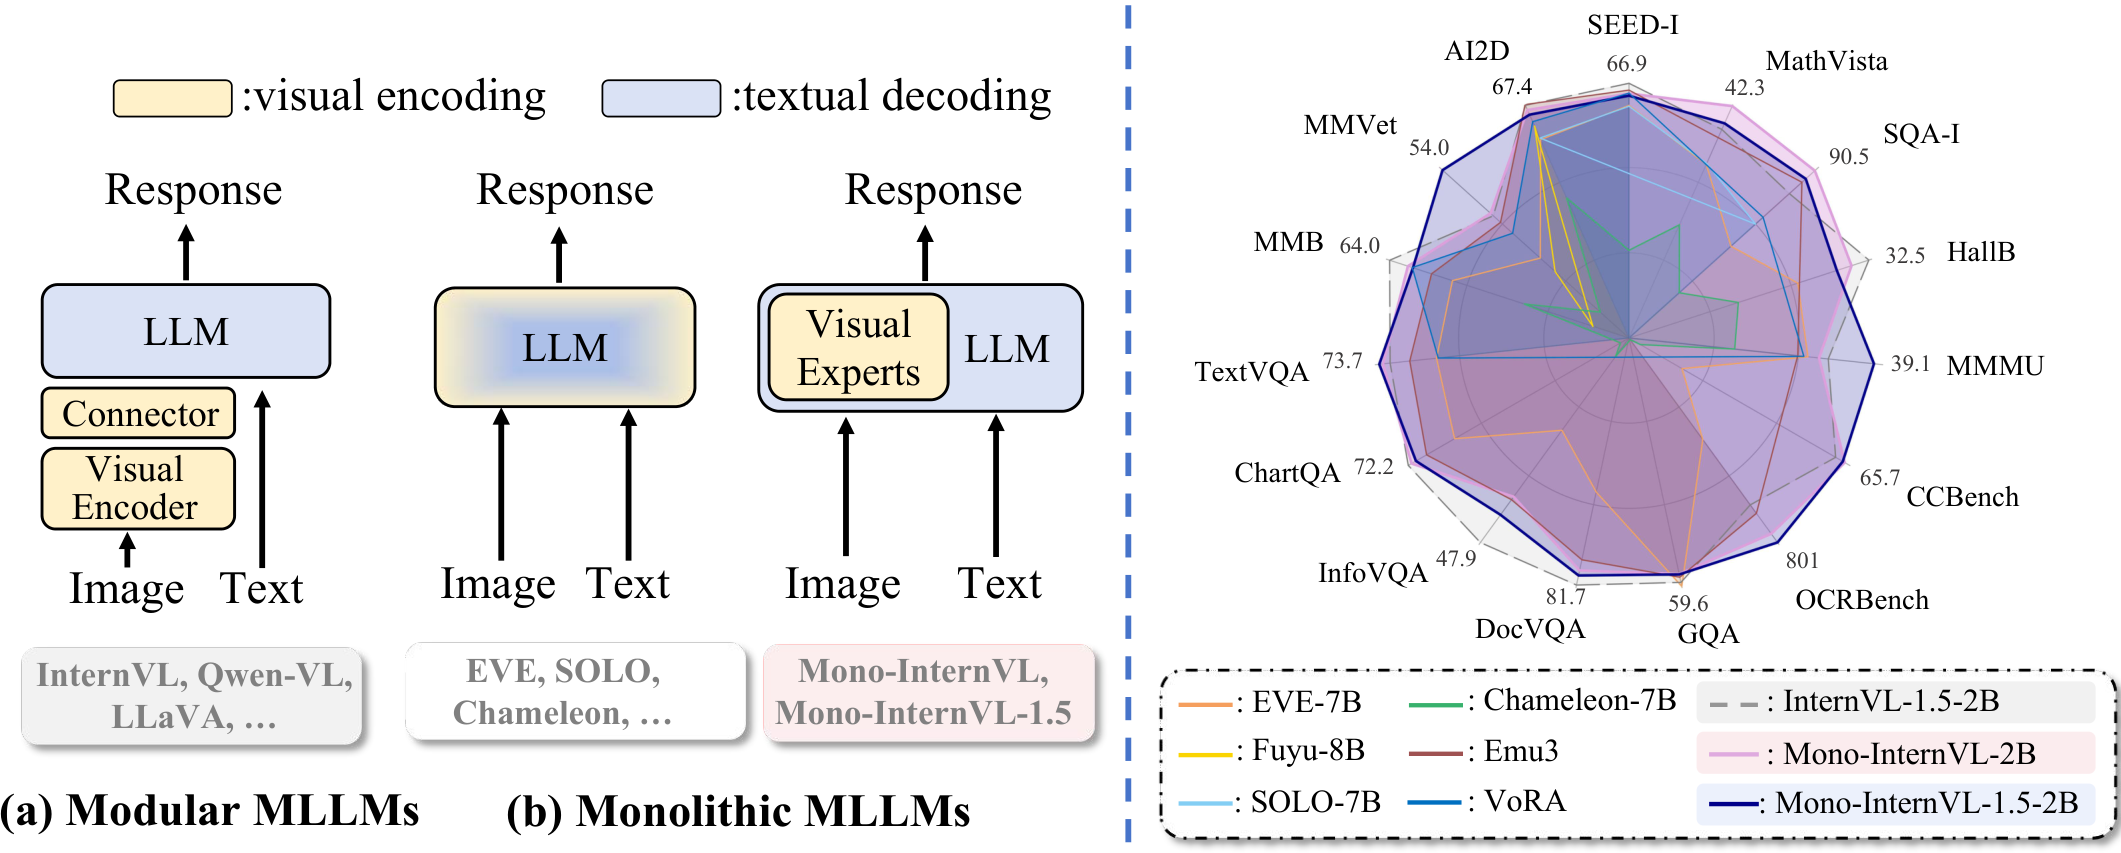 :visual encoding
:textual decoding
Response
LLM
Connector
Visual
Encoder
Image
Text
InternVL, Qwen-VL,
LLaVA, …
(a) Modular MLLMs
Response
LLM
Image
Text
EVE, SOLO,
Chameleon, …
Response
Visual
Experts
LLM
Image
Text
Mono-InternVL,
Mono-InternVL-1.5
(b) Monolithic MLLMs
SEED-I
66.9
MathVista
42.3
SQA-I
90.5
HallB
32.5
MMMU
39.1
CCBench
65.7
OCRBench
801
GQA
59.6
DocVQA
81.7
InfoVQA
47.9
ChartQA
72.2
TextVQA
73.7
MMB
64.0
MMVet
54.0
AI2D
67.4
: EVE-7B
: Chameleon-7B
: InternVL-1.5-2B
: Fuyu-8B
: Emu3
: Mono-InternVL-2B
: SOLO-7B
: VoRA
: Mono-InternVL-1.5-2B